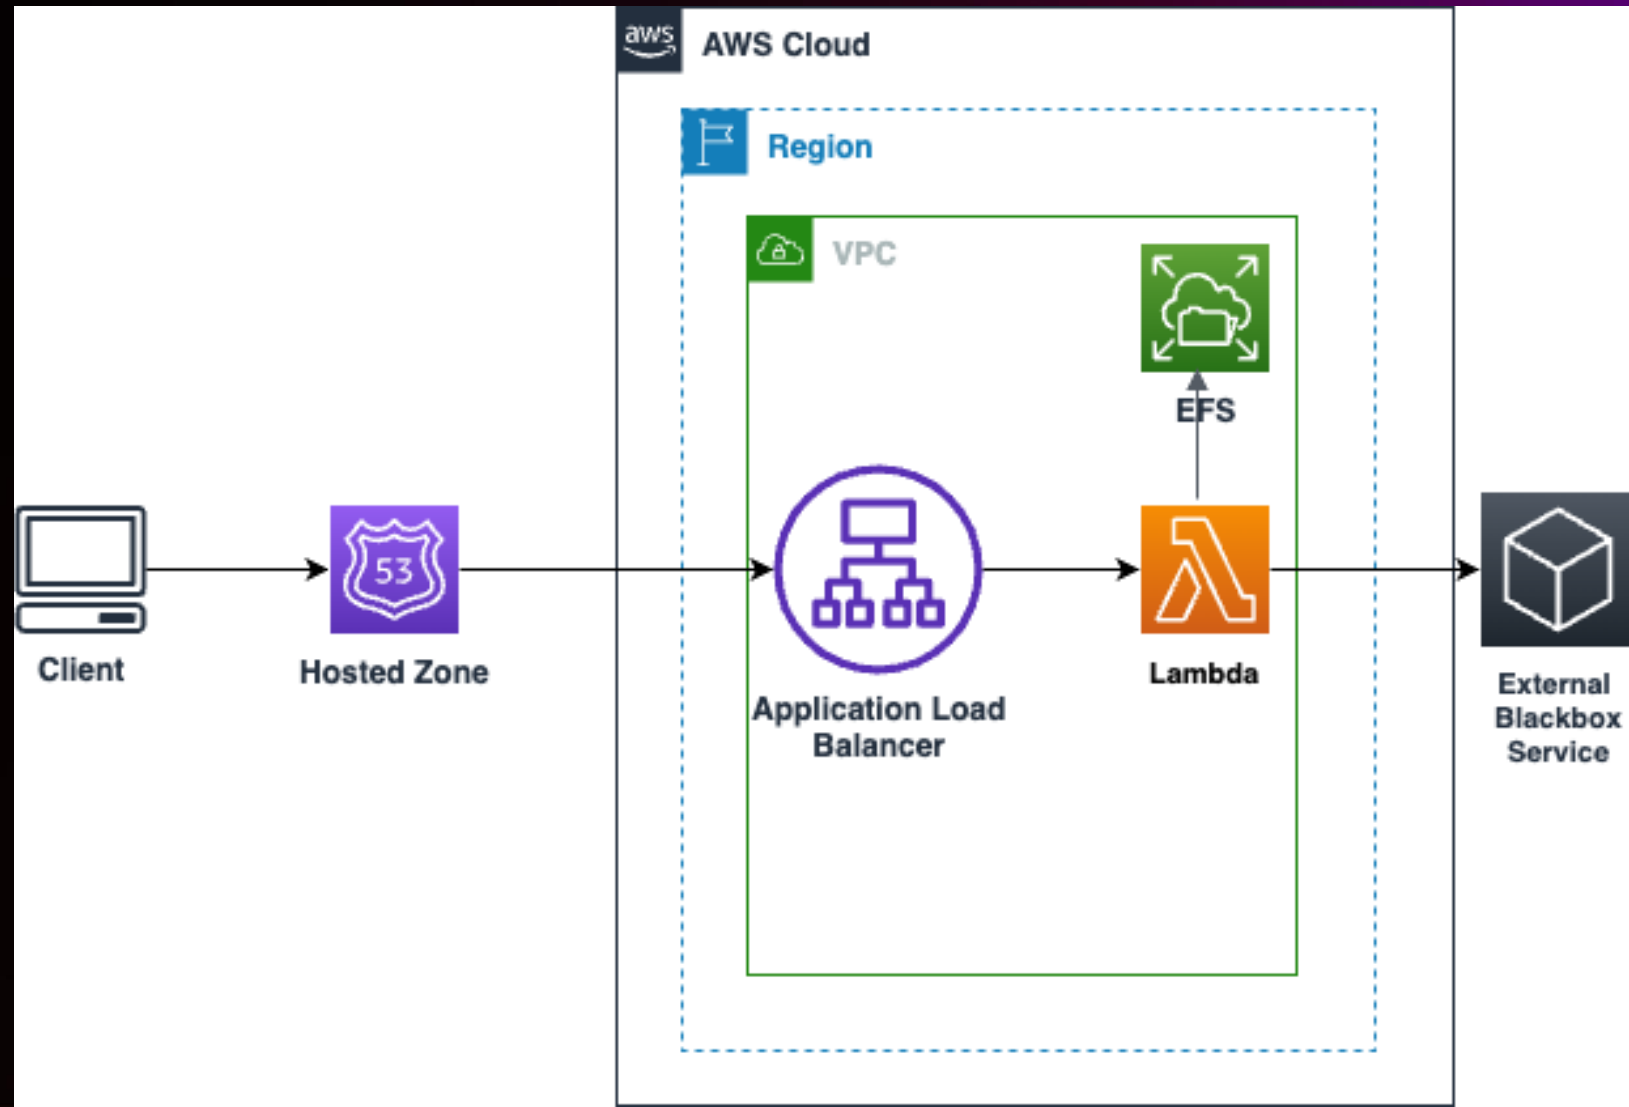 aws
AWS Cloud
Region
VPC
EFS
53
Client
Hosted Zone
Application Load
Balancer
Lambda
External
Blackbox
Service